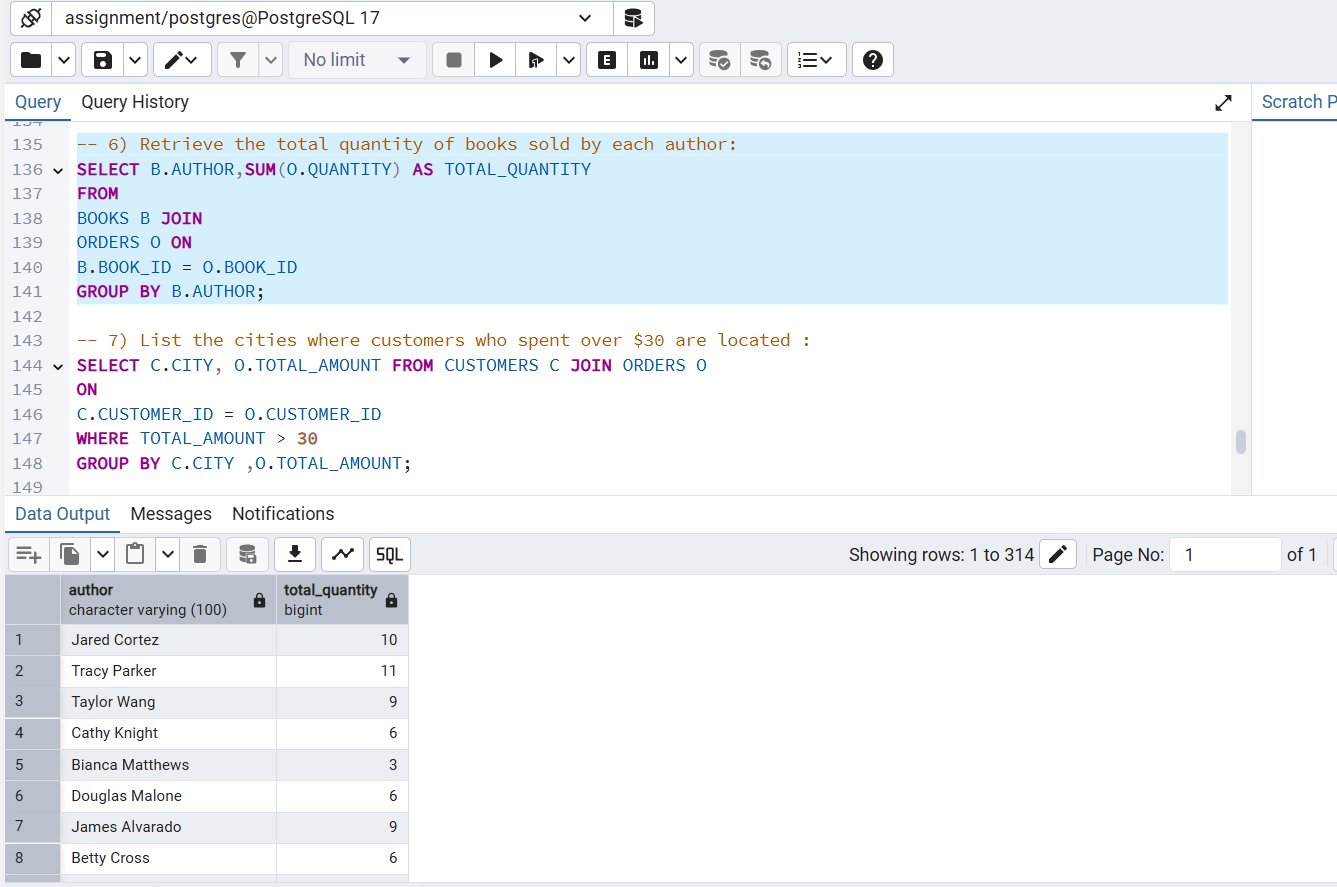 assignment/postgres@PostgreSQL 17
No limit
E
Query Query History Scratch P
134
135 -- 6) Retrieve the total quantity of books sold by each author:
136 SELECT B.AUTHOR,SUM(O.QUANTITY) AS TOTAL_QUANTITY
137 FROM
138 BOOKS B JOIN
139 ORDERS O ON
140 B.BOOK_ID = O.BOOK_ID
141 GROUP BY B.AUTHOR;
142
143 -- 7) List the cities where customers who spent over $30 are located :
144 SELECT C.CITY, O.TOTAL_AMOUNT FROM CUSTOMERS C JOIN ORDERS O
145 ON
146 C.CUSTOMER_ID = O.CUSTOMER_ID
147 WHERE TOTAL_AMOUNT > 30
148 GROUP BY C.CITY ,O.TOTAL_AMOUNT;
149
Data Output Messages Notifications
SQL Showing rows: 1 to 314 Page No: 1 of 1
author total_quantity
character varying (100) bigint
1 Jared Cortez 10
2 Tracy Parker 11
3 Taylor Wang 9
4 Cathy Knight 6
5 Bianca Matthews 3
6 Douglas Malone 6
7 James Alvarado 9
8 Betty Cross 6